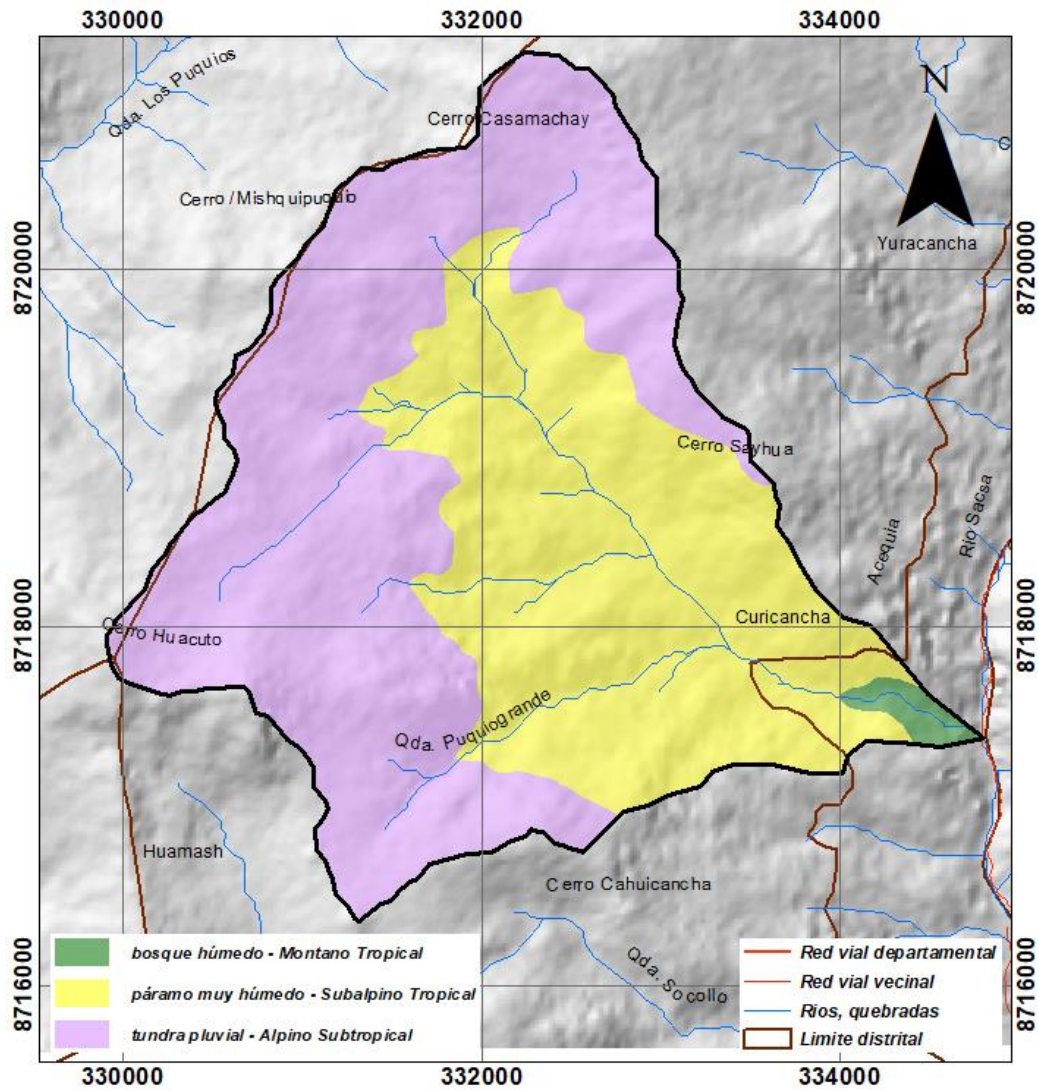 330000 332000 334000
N
Qda. Los Puquios
Cerro Casamachay
Cerro / Mishquipuquio
Yuracancha
8720000 8720000
Cerro Sayhua
Acequia
Rio Sacsa
Curicancha
8718000 8718000
Cerro Huacuto
Qda. Puquiogrande
Huamash
Cerro Cahuicancha
Qda. Socollo
8716000 8716000
bosque húmedo - Montano Tropical
páramo muy húmedo - Subalpino Tropical
tundra pluvial - Alpino Subtropical
Red vial departamental
Red vial vecinal
Rios, quebradas
Limite distrital
330000 332000 334000